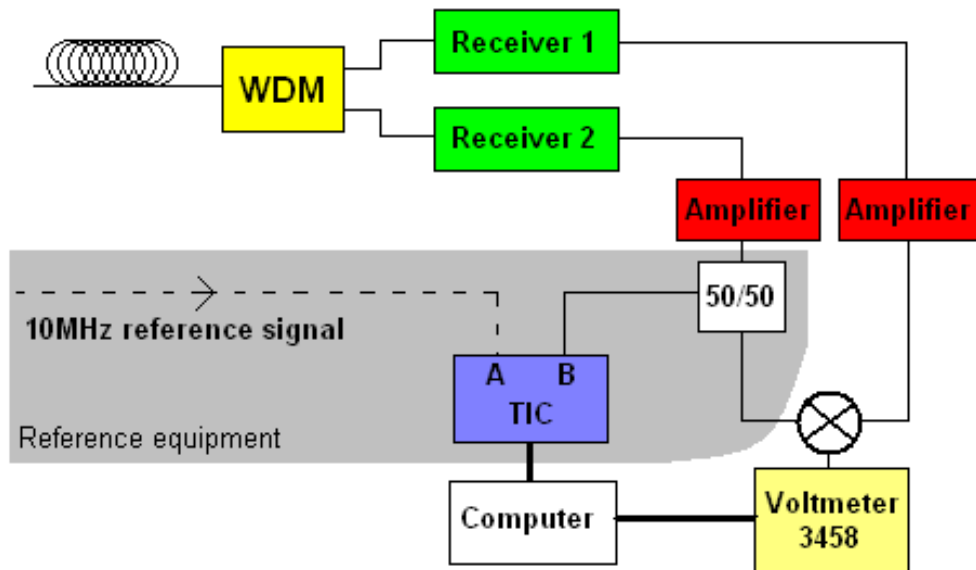 Receiver 1
WDM
Receiver 2
Amplifier
Amplifier
50/50
10MHz reference signal
A B
TIC
Reference equipment
Computer
Voltmeter
3458